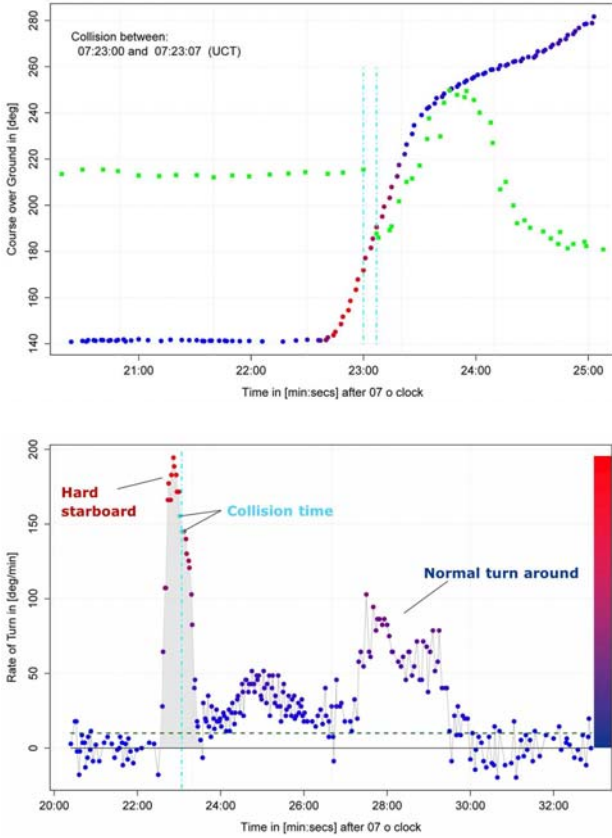 Collision between:
07:23:00 and 07:23:07 (UCT)
Course over Ground in [deg]
280
260
240
220
200
180
160
140
21:00 22:00 23:00 24:00 25:00
Time in [min:secs] after 07 o clock
Hard
starboard
Collision time
Normal turn around
Rate of Turn in [deg/min]
200
150
100
50
0
20:00 22:00 24:00 26:00 28:00 30:00 32:00
Time in [min:secs] after 07 o clock